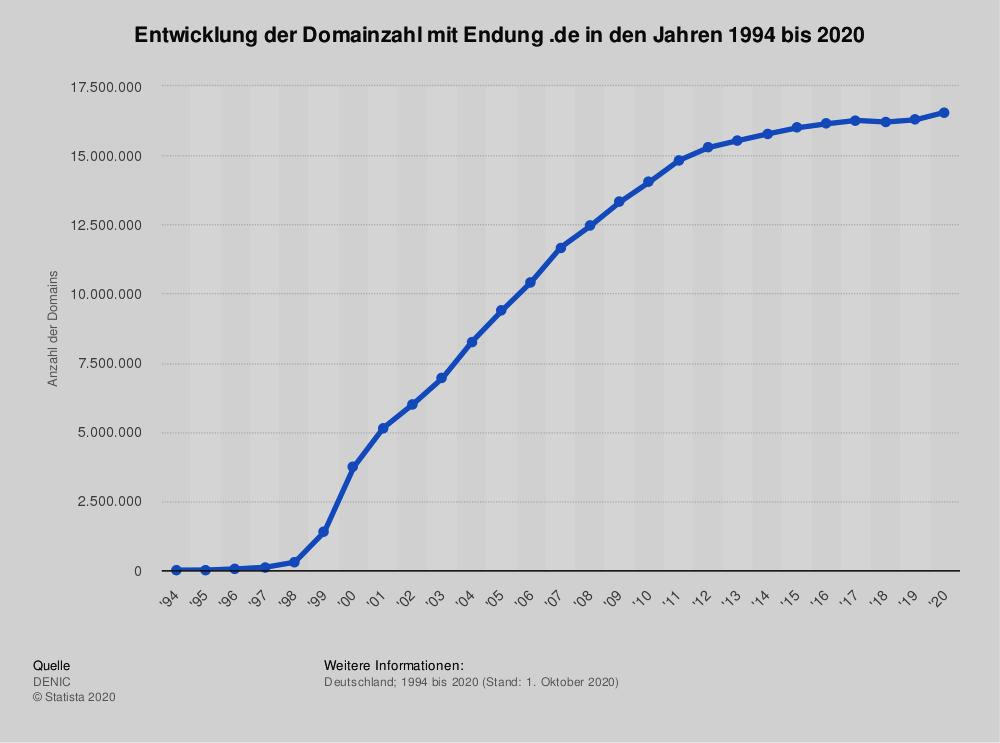 Entwicklung der Domainzahl mit Endung .de in den Jahren 1994 bis 2020
17.500.000
15.000.000
12.500.000
10.000.000
7.500.000
5.000.000
2.500.000
0
Anzahl der Domains
'94 '95 '96 '97 '98 '99 '00 '01 '02 '03 '04 '05 '06 '07 '08 '09 '10 '11 '12 '13 '14 '15 '16 '17 '18 '19 '20
Quelle
DENIC
© Statista 2020
Weitere Informationen:
Deutschland; 1994 bis 2020 (Stand: 1. Oktober 2020)